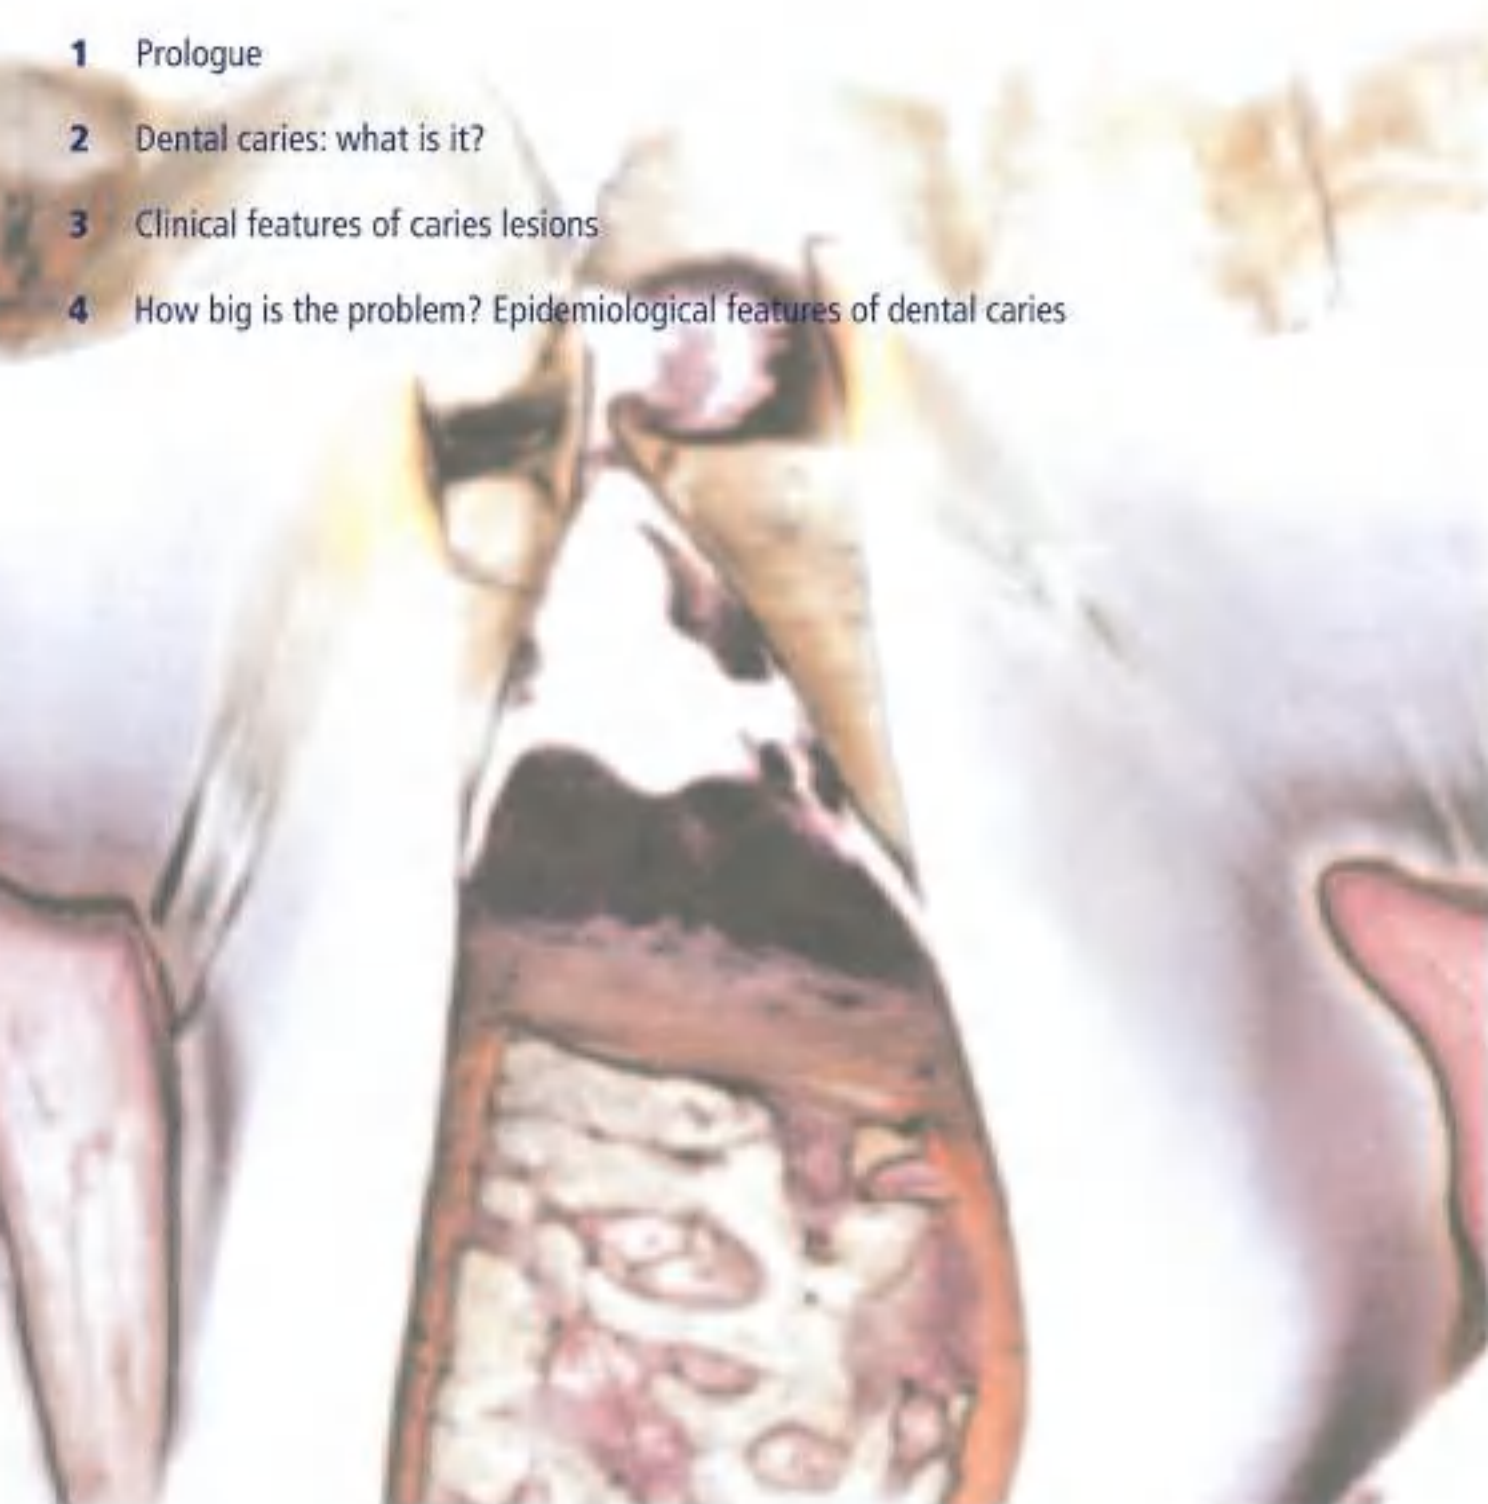 1 Prologue
2 Dental caries: what is it?
3 Clinical features of caries lesions
4 How big is the problem? Epidemiological features of dental caries